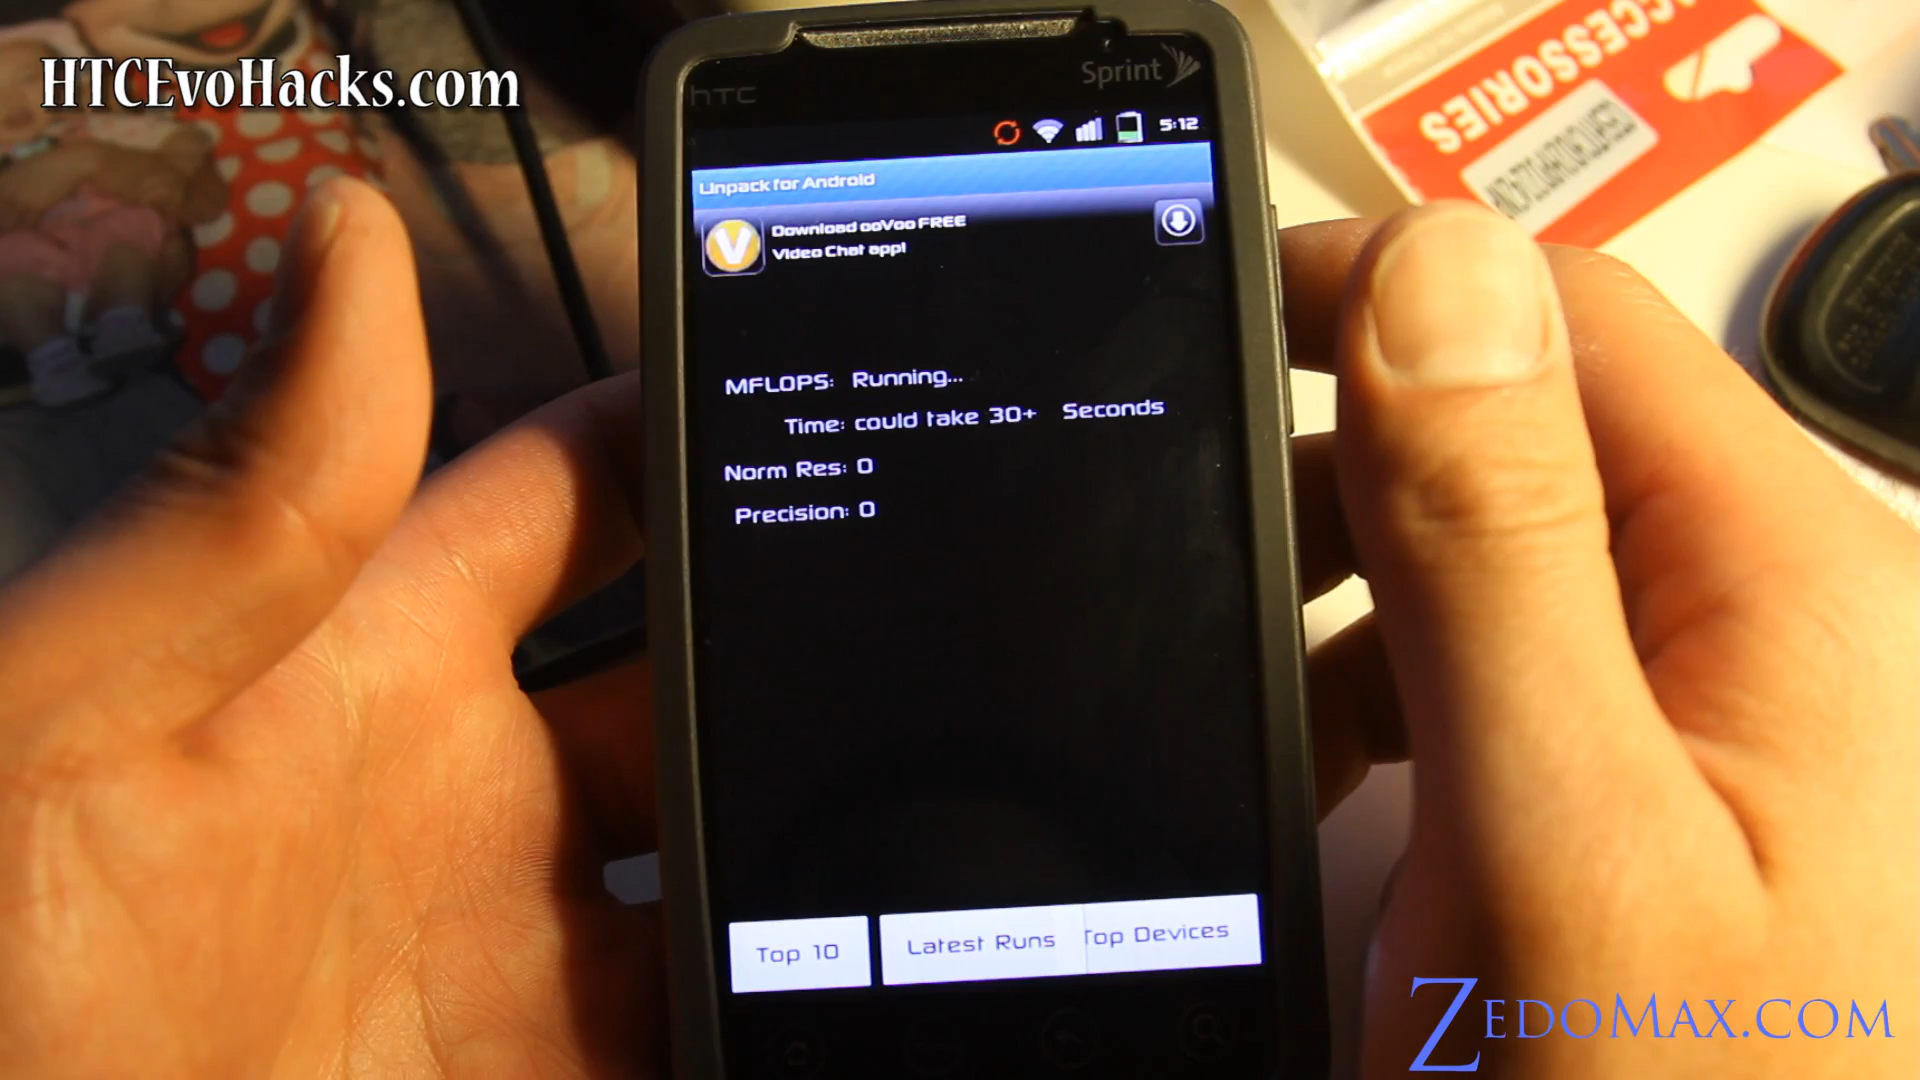 HTCEvoHacks.com
ACCESSORIES
hTC
Sprint
5:12
Linpack for Android
Download ooVoo FREE
Video Chat app!
MFLOPS: Running...
Time: could take 30+ Seconds
Norm Res: 0
Precision: 0
Top 10
Latest Runs
Top Devices
ZEDOMAX.COM